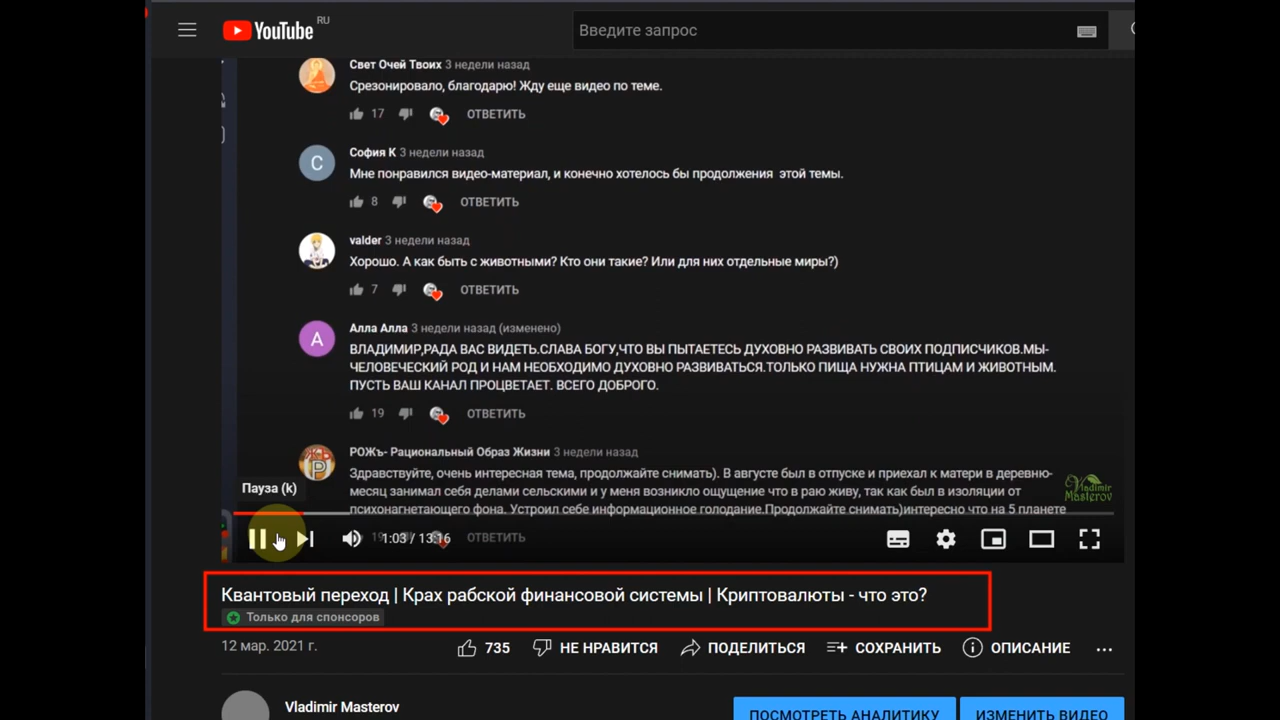 YouTube RU
Введите запрос
Свет Очей Твоих 3 недели назад
Срезонировало, благодарю! Жду еще видео по теме.
17 ОТВЕТИТЬ
С
София К 3 недели назад
Мне понравился видео-материал, и конечно хотелось бы продолжения этой темы.
8 ОТВЕТИТЬ
valder 3 недели назад
Хорошо. А как быть с животными? Кто они такие? Или для них отдельные миры?)
7 ОТВЕТИТЬ
А
Алла Алла 3 недели назад (изменено)
ВЛАДИМИР,РАДА ВАС ВИДЕТЬ.СЛАВА БОГУ,ЧТО ВЫ ПЫТАЕТЕСЬ ДУХОВНО РАЗВИВАТЬ СВОИХ ПОДПИСЧИКОВ.МЫ-
ЧЕЛОВЕЧЕСКИЙ РОД И НАМ НЕОБХОДИМО ДУХОВНО РАЗВИВАТЬСЯ.ТОЛЬКО ПИЩА НУЖНА ПТИЦАМ И ЖИВОТНЫМ.
ПУСТЬ ВАШ КАНАЛ ПРОЦВЕТАЕТ. ВСЕГО ДОБРОГО.
19 ОТВЕТИТЬ
РОЖЪ- Рациональный Образ Жизни 3 недели назад
Здравствуйте, очень интересная тема, продолжайте снимать). В августе был в отпуске и приехал к матери в деревню-
месяц занимал себя делами сельскими и у меня возникло ощущение что в раю живу, так как был в изоляции от
психонагнетающего фона. Устроил себе информационное голодание.Продолжайте снимать)интересно что на 5 планете
Пауза (k)
Vladimir Masterov
1:03 / 13:16
19 ОТВЕТИТЬ
Квантовый переход | Крах рабской финансовой системы | Криптовалюты - что это?
Только для спонсоров
12 мар. 2021 г.
735 НЕ НРАВИТСЯ ПОДЕЛИТЬСЯ СОХРАНИТЬ ОПИСАНИЕ
Vladimir Masterov
ПОСМОТРЕТЬ АНАЛИТИКУ ИЗМЕНИТЬ ВИДЕО